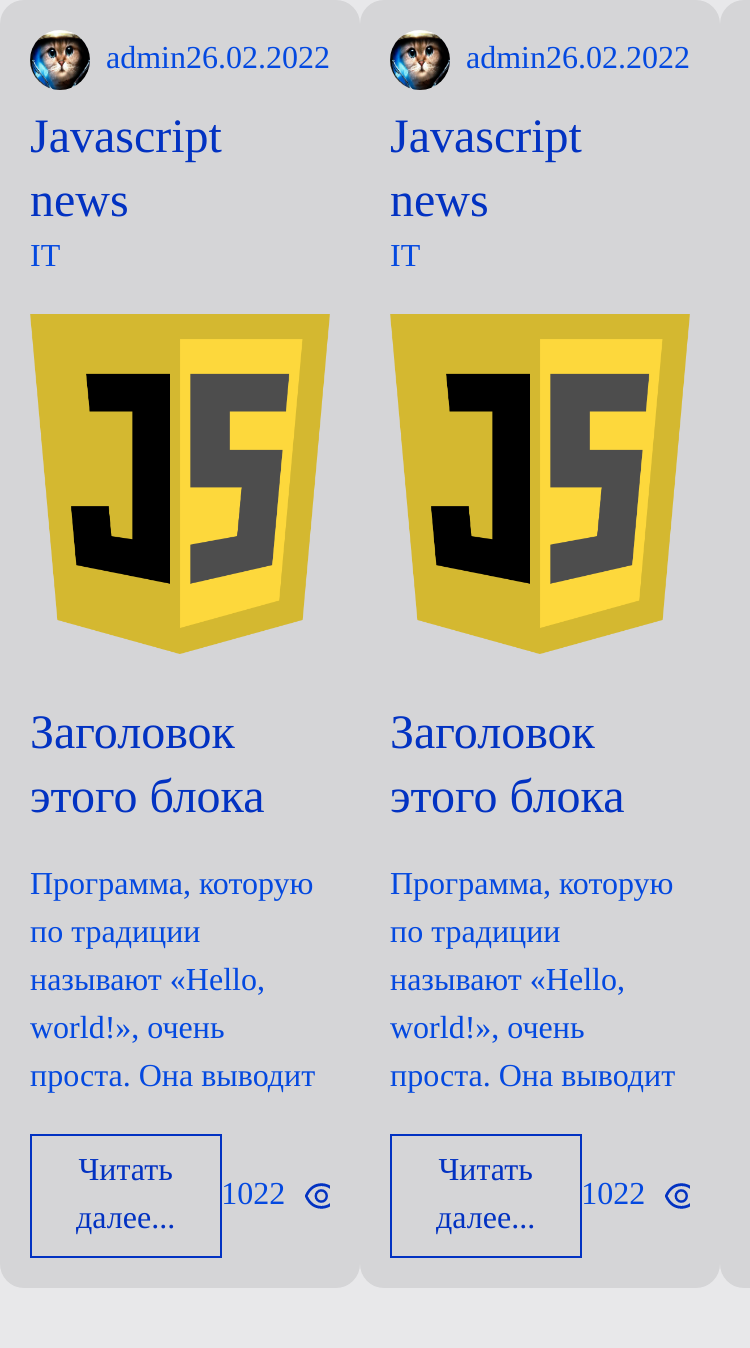 admin26.02.2022
Javascript
news
IT
JS
Заголовок
этого блока
Программа, которую
по традиции
называют «Hello,
world!», очень
проста. Она выводит
Читать
далее...
1022
admin26.02.2022
Javascript
news
IT
JS
Заголовок
этого блока
Программа, которую
по традиции
называют «Hello,
world!», очень
проста. Она выводит
Читать
далее...
1022